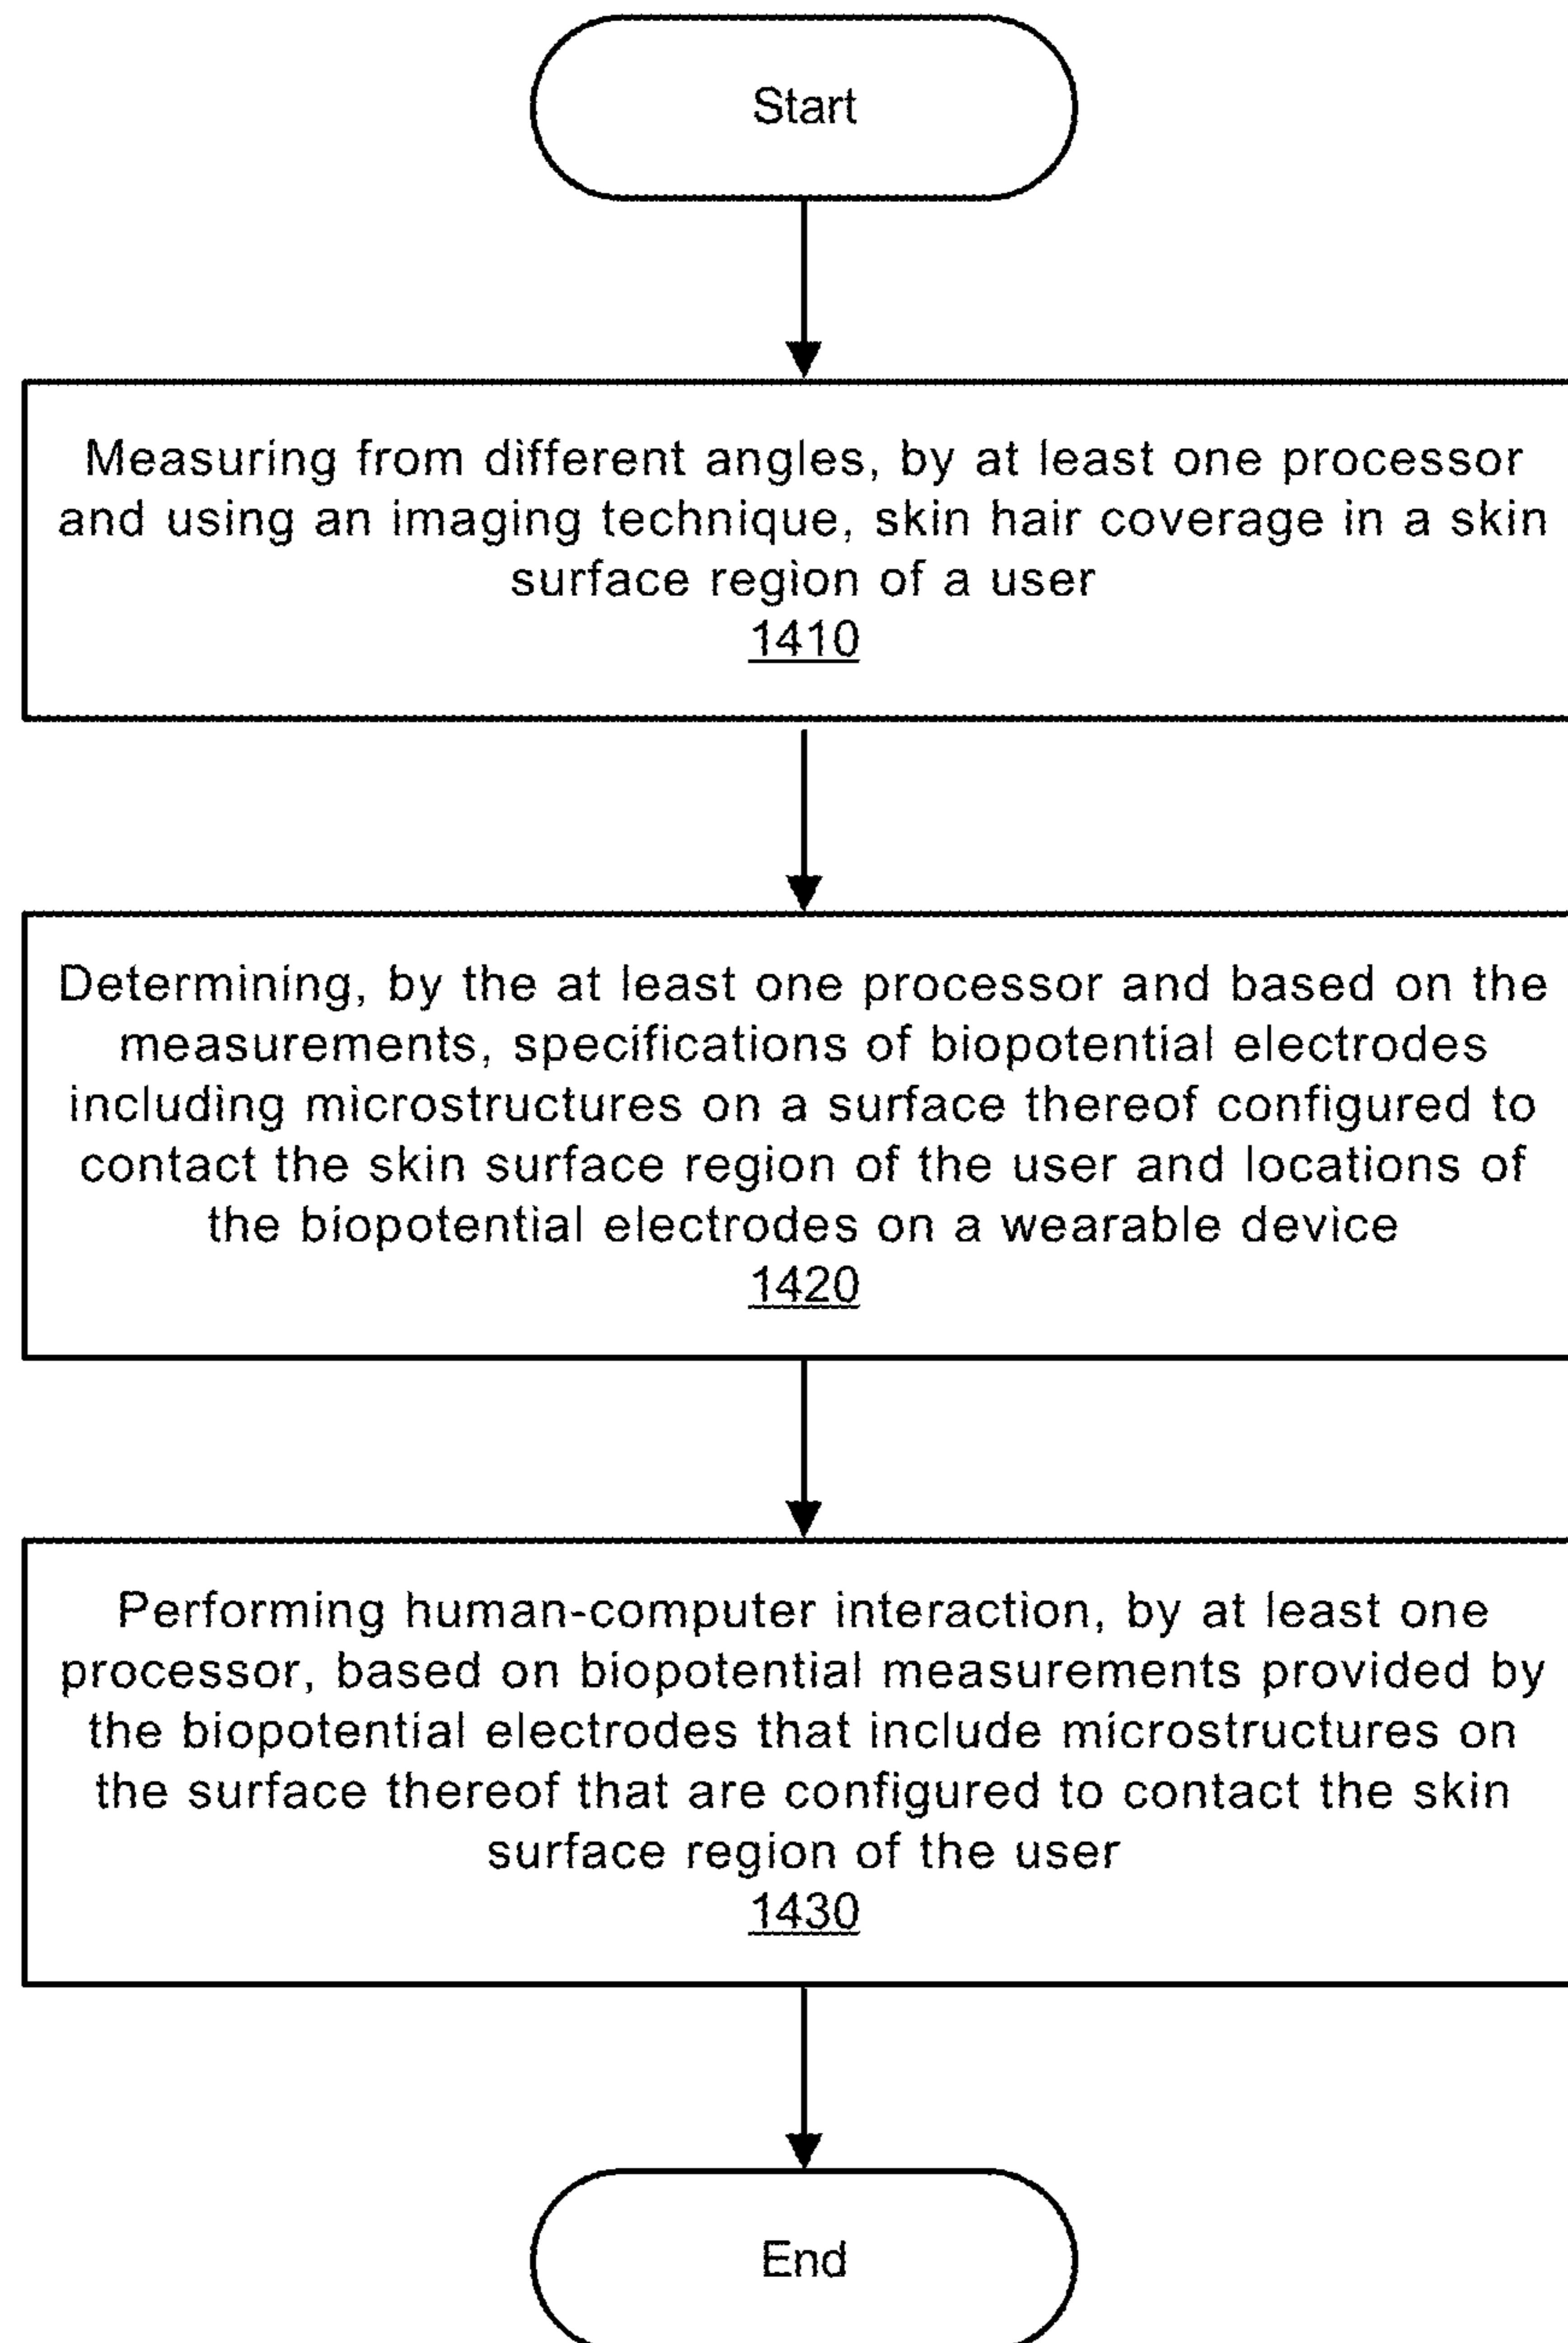 Start
Measuring from different angles, by at least one processor
and using an imaging technique, skin hair coverage in a skin
surface region of a user
1410
Determining, by the at least one processor and based on the
measurements, specifications of biopotential electrodes
including microstructures on a surface thereof configured to
contact the skin surface region of the user and locations of
the biopotential electrodes on a wearable device
1420
Performing human-computer interaction, by at least one
processor, based on biopotential measurements provided by
the biopotential electrodes that include microstructures on
the surface thereof that are configured to contact the skin
surface region of the user
1430
End